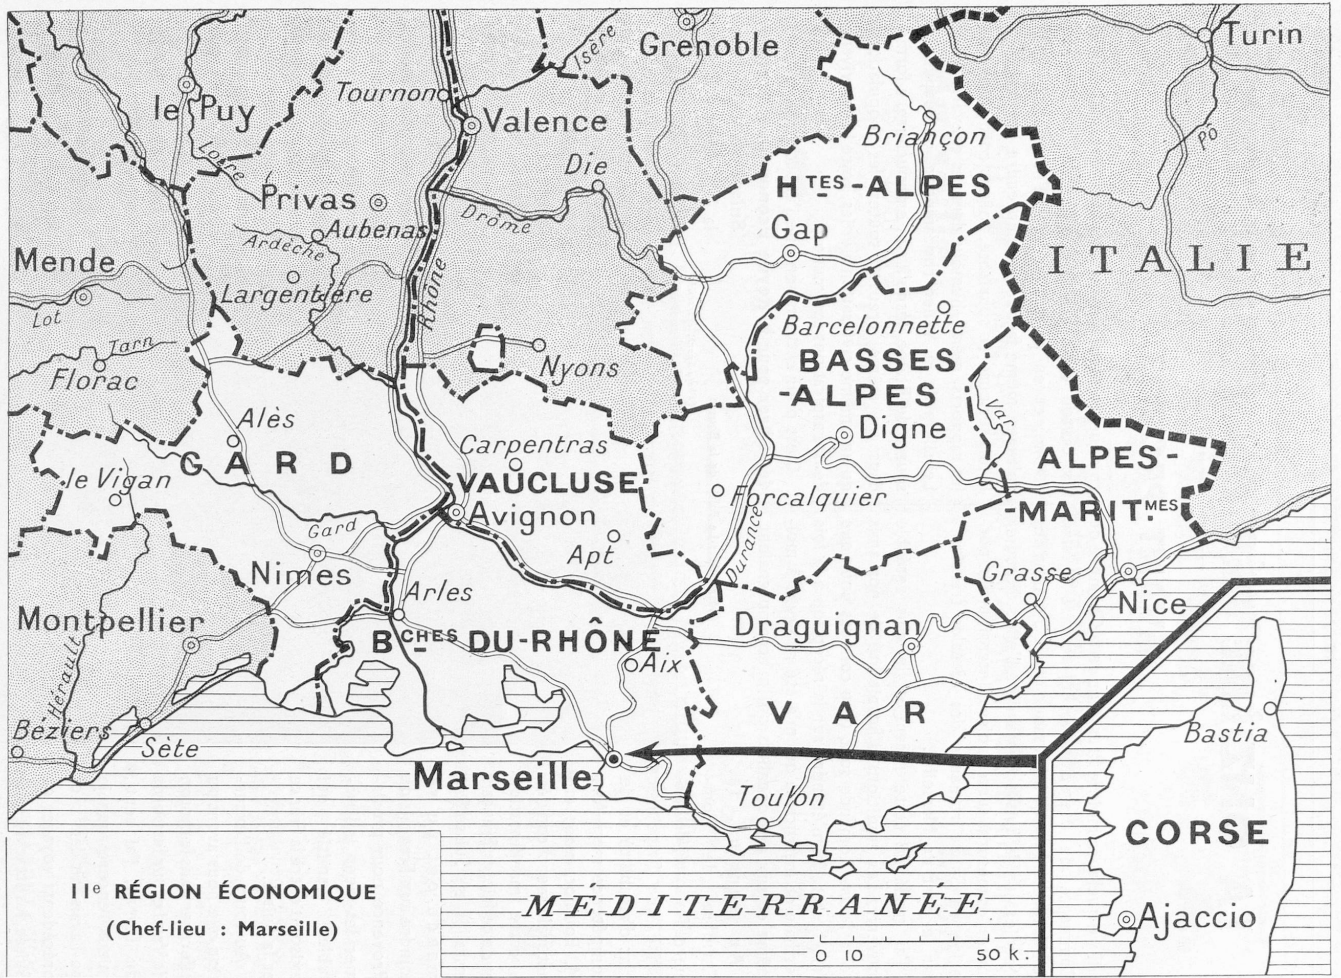 Grenoble
Turin
Isère
Tournon
le Puy
Valence
Briançon
Pô
Loire
Die
HTES-ALPES
Privas
Drôme
Aubenas
Ardèche
Gap
Mende
ITALIE
Largentière
Rhône
Lot
Barcelonnette
Tarn
BASSES
Nyons
Florac
-ALPES
Var
Alès
Digne
Carpentras
GARD
ALPES-
le Vigan
VAUCLUSE
Forcalquier
-MARIT.MES
Avignon
Gard
Durance
Apt
Nimes
Grasse
Arles
Nice
Montpellier
Draguignan
BCHES DU-RHÔNE
Aix
Hérault
VAR
Béziers
Sète
Bastia
Marseille
Toulon
CORSE
11e RÉGION ÉCONOMIQUE
(Chef-lieu : Marseille)
MÉDITERRANÉE
Ajaccio
0 10 50 k.